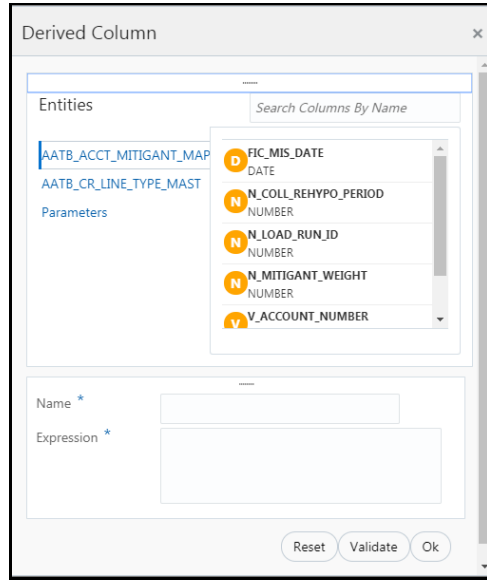 Derived Column
×
Entities
Search Columns By Name
AATB_ACCT_MITIGANT_MAP
AATB_CR_LINE_TYPE_MAST
Parameters
D FIC_MIS_DATE
DATE
N N_COLL_REHYPO_PERIOD
NUMBER
N N_LOAD_RUN_ID
NUMBER
N N_MITIGANT_WEIGHT
NUMBER
V V_ACCOUNT_NUMBER
Name *
Expression *
Reset Validate Ok